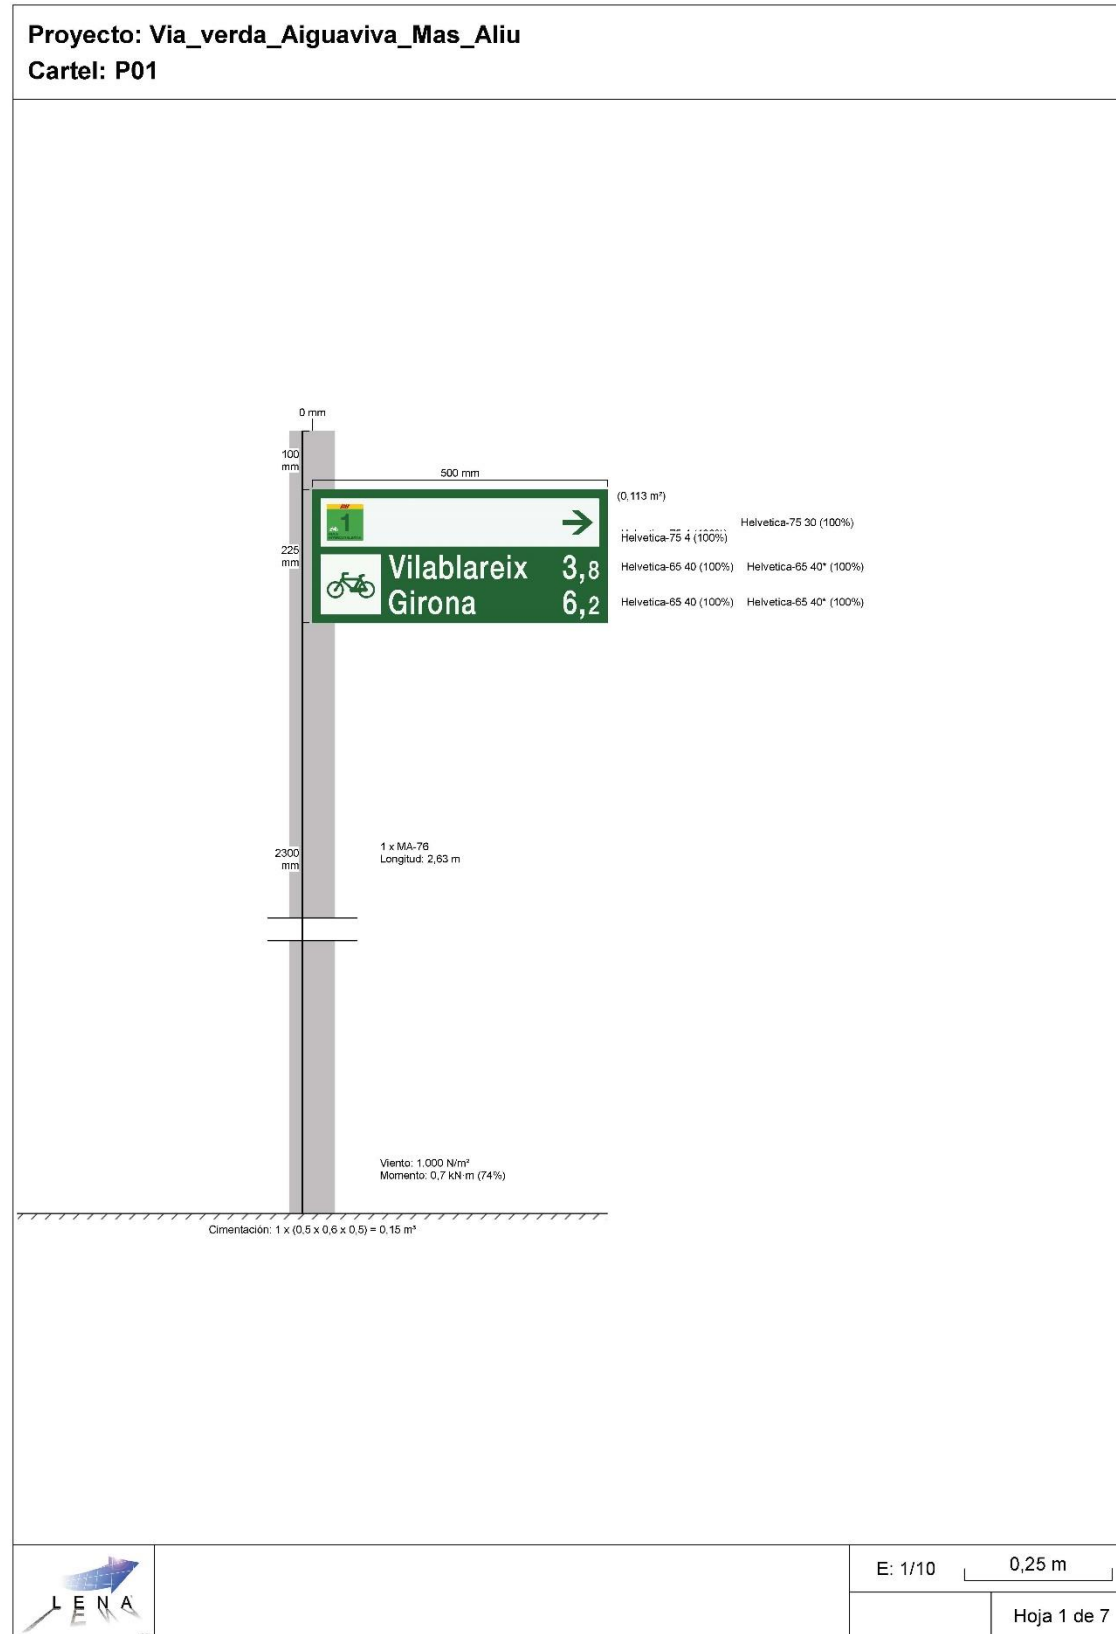 Proyecto: Via_verda_Aiguaviva_Mas_Aliu
Cartel: P01
0 mm
100
mm
500 mm
(0,113 m²)
1
Helvetica-75 30 (100%)
Helvetica-75 4 (100%)
225
mm
Vilablareix 3,8
Helvetica-65 40 (100%) Helvetica-65 40* (100%)
Girona 6,2
Helvetica-65 40 (100%) Helvetica-65 40* (100%)
2300
mm
1 x MA-76
Longitud: 2,63 m
Viento: 1.000 N/m²
Momento: 0,7 kN·m (74%)
Cimentación: 1 x (0,5 x 0,6 x 0,5) = 0,15 m³
LENA
E: 1/10
0,25 m
Hoja 1 de 7